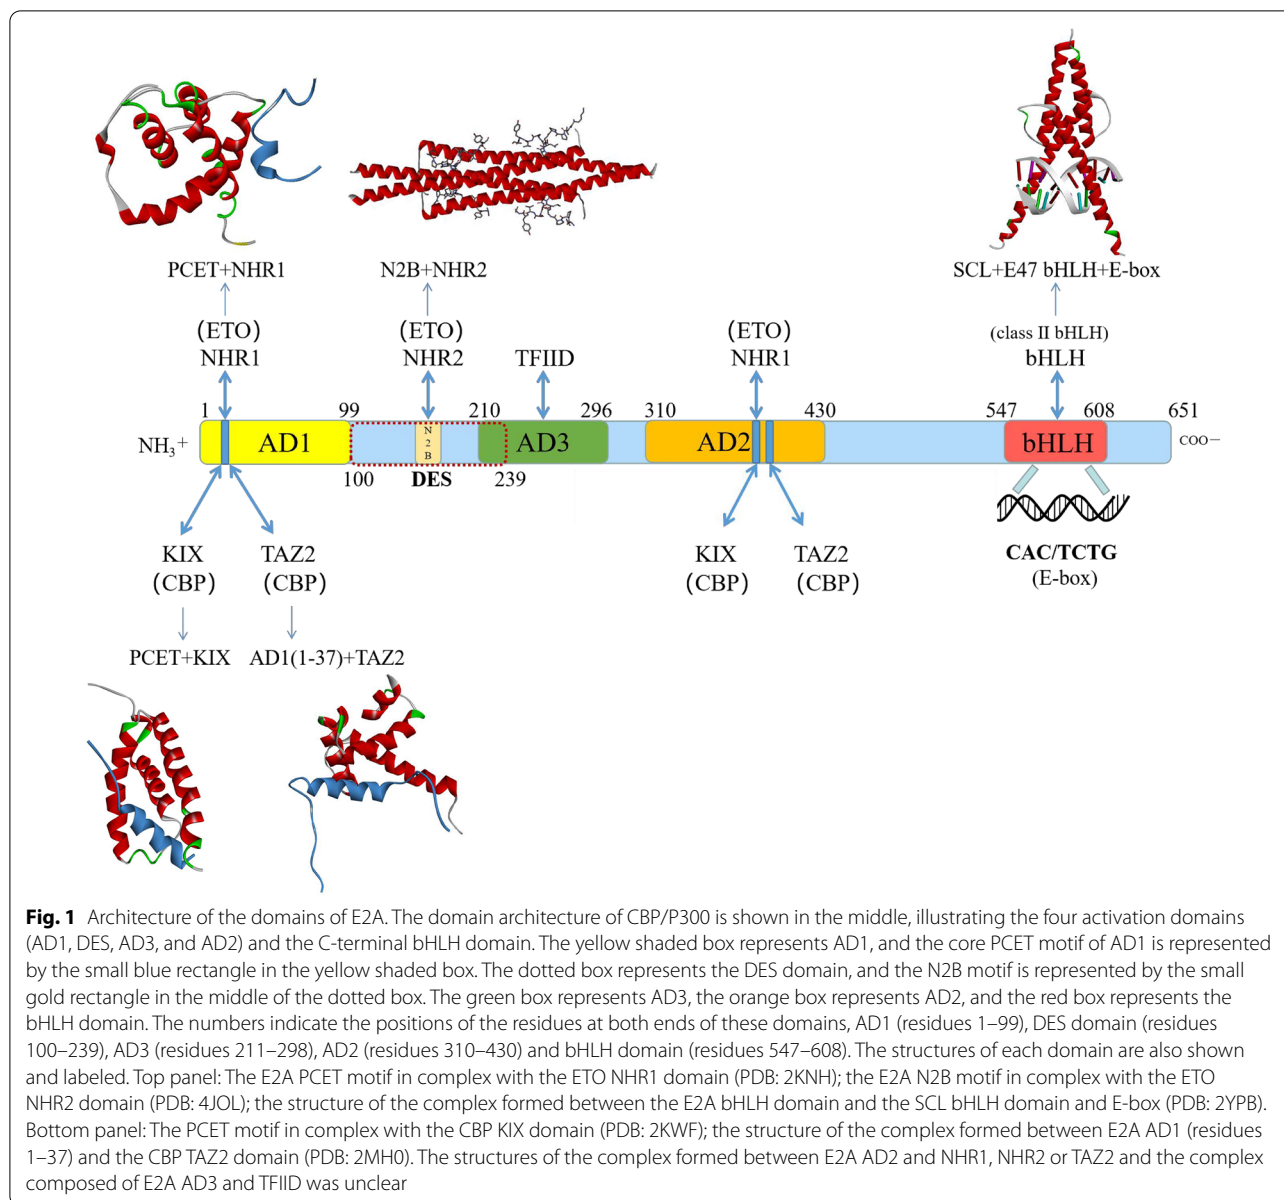 PCET+NHR1
N2B+NHR2
SCL+E47 bHLH+E-box
(ETO)
NHR1
(ETO)
NHR2
TFIID
(ETO)
NHR1
(class II bHLH)
bHLH
1
99
210
296
310
430
547
608
651
NH₃⁺
AD1
N
2
B
AD3
AD2
bHLH
COO−
100
DES
239
KIX
(CBP)
TAZ2
(CBP)
KIX
(CBP)
TAZ2
(CBP)
CAC/TCTG
(E-box)
PCET+KIX
AD1(1-37)+TAZ2
Fig. 1 Architecture of the domains of E2A. The domain architecture of CBP/P300 is shown in the middle, illustrating the four activation domains
(AD1, DES, AD3, and AD2) and the C-terminal bHLH domain. The yellow shaded box represents AD1, and the core PCET motif of AD1 is represented
by the small blue rectangle in the yellow shaded box. The dotted box represents the DES domain, and the N2B motif is represented by the small
gold rectangle in the middle of the dotted box. The green box represents AD3, the orange box represents AD2, and the red box represents the
bHLH domain. The numbers indicate the positions of the residues at both ends of these domains, AD1 (residues 1–99), DES domain (residues
100–239), AD3 (residues 211–298), AD2 (residues 310–430) and bHLH domain (residues 547–608). The structures of each domain are also shown
and labeled. Top panel: The E2A PCET motif in complex with the ETO NHR1 domain (PDB: 2KNH); the E2A N2B motif in complex with the ETO
NHR2 domain (PDB: 4JOL); the structure of the complex formed between the E2A bHLH domain and the SCL bHLH domain and E-box (PDB: 2YPB).
Bottom panel: The PCET motif in complex with the CBP KIX domain (PDB: 2KWF); the structure of the complex formed between E2A AD1 (residues
1–37) and the CBP TAZ2 domain (PDB: 2MH0). The structures of the complex formed between E2A AD2 and NHR1, NHR2 or TAZ2 and the complex
composed of E2A AD3 and TFIID was unclear